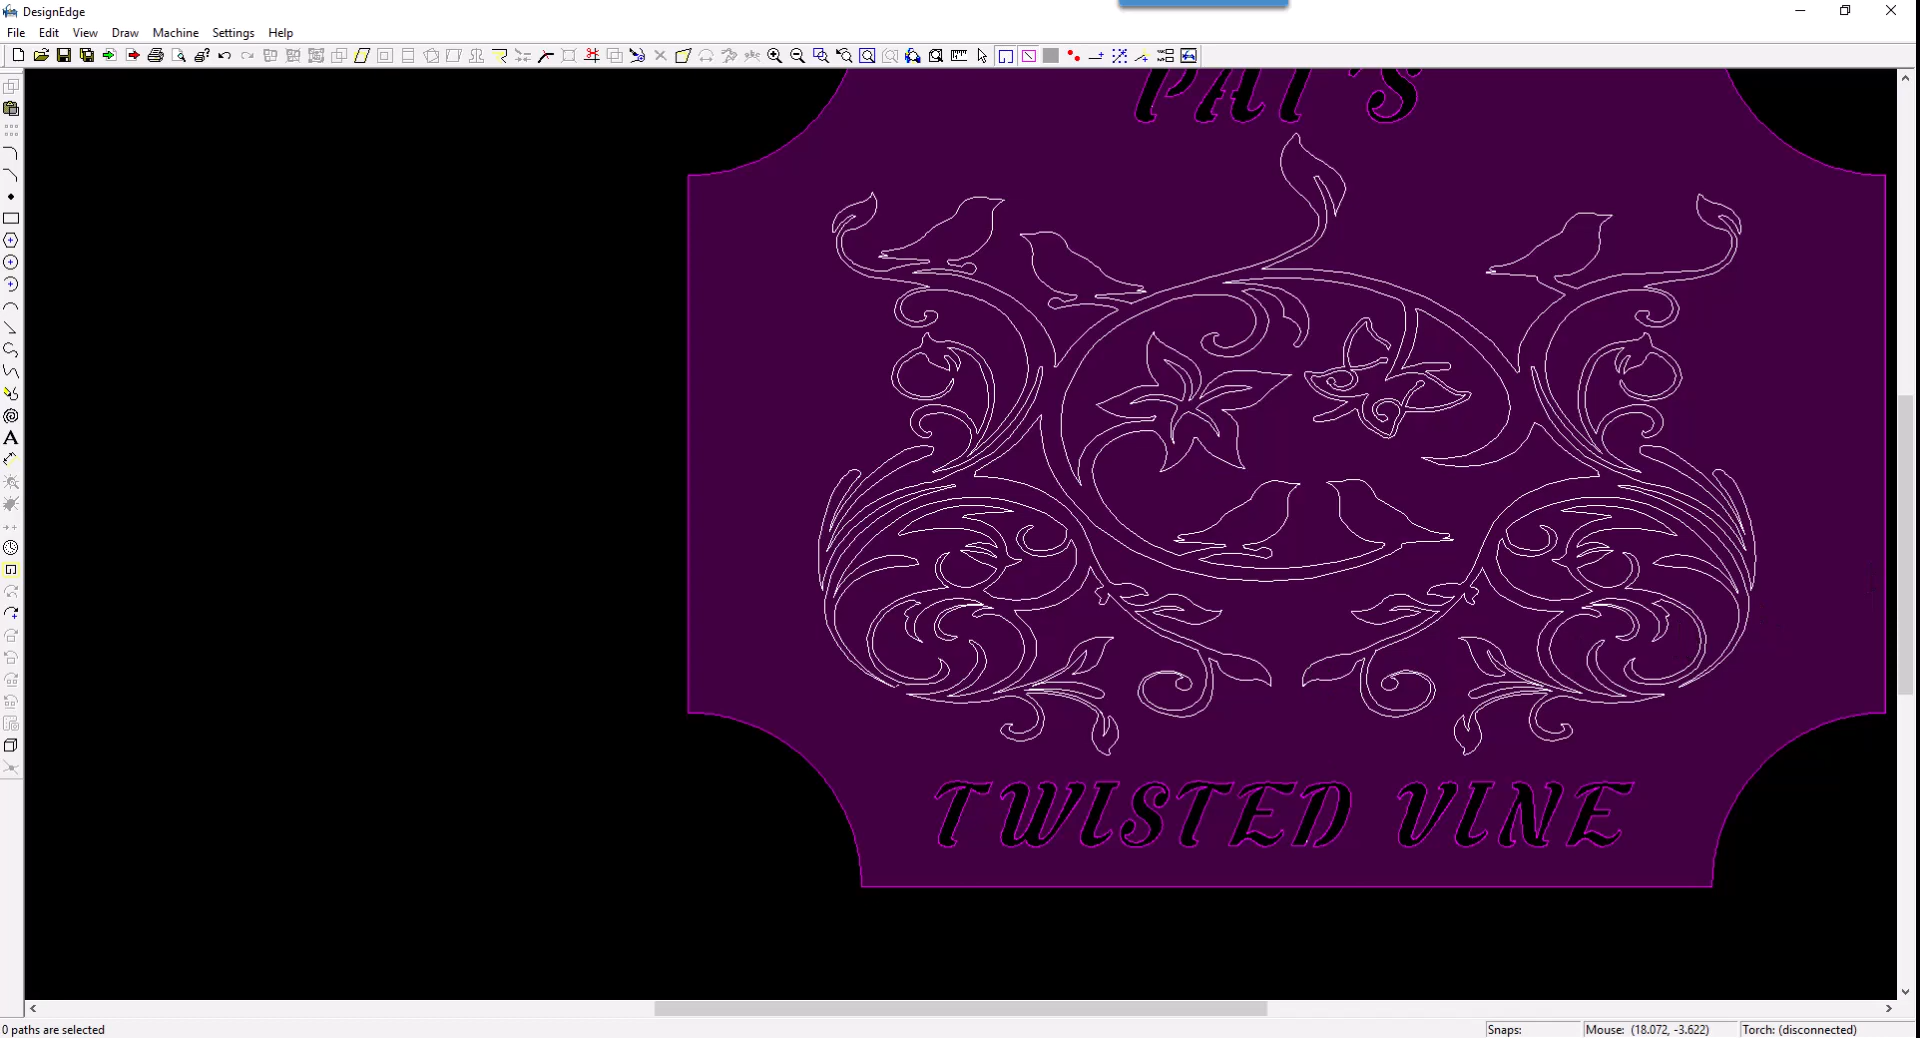 DesignEdge
File Edit View Draw Machine Settings Help
PAT'S
TWISTED VINE
0 paths are selected
Snaps: Mouse: (18.072, -3.622) Torch: (disconnected)